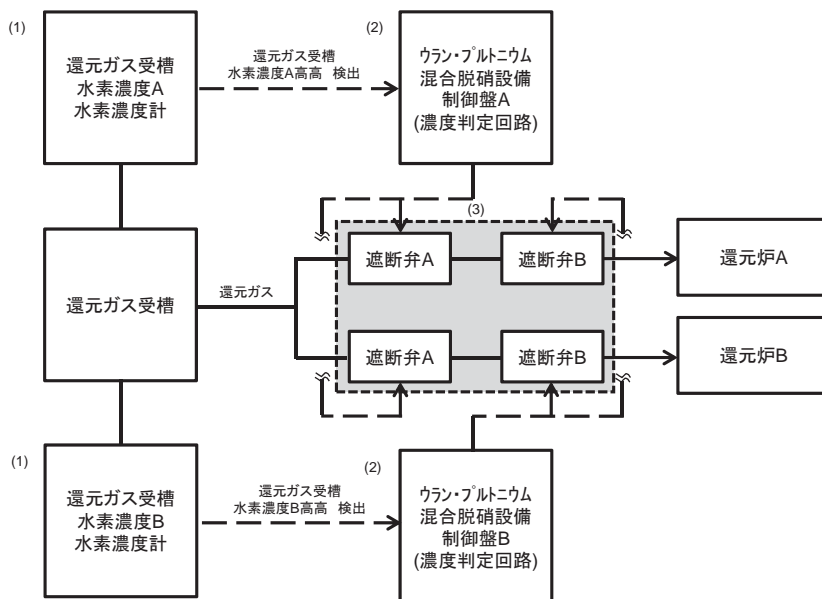 (1)
還元ガス受槽
水素濃度A
水素濃度計
還元ガス受槽
水素濃度A高高 検出
(2)
ウラン・プルトニウム
混合脱硝設備
制御盤A
(濃度判定回路)
(3)
遮断弁A
遮断弁B
還元炉A
還元ガス受槽
還元ガス
遮断弁A
遮断弁B
還元炉B
(1)
還元ガス受槽
水素濃度B
水素濃度計
還元ガス受槽
水素濃度B高高 検出
(2)
ウラン・プルトニウム
混合脱硝設備
制御盤B
(濃度判定回路)